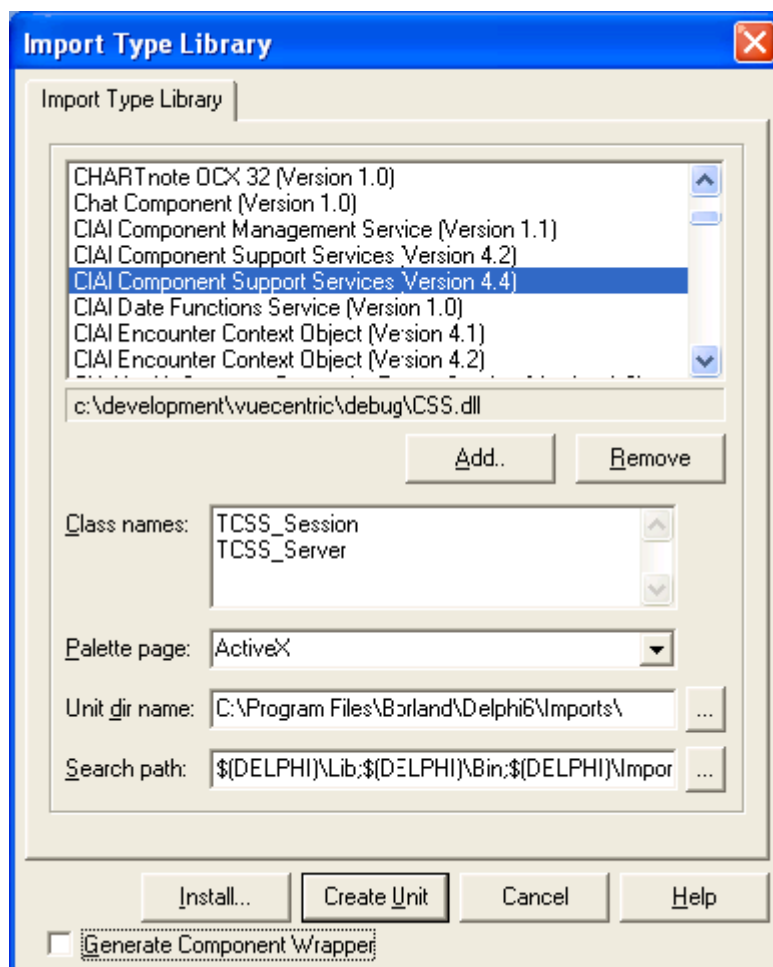 Import Type Library
Import Type Library
CHARTnote OCX 32 (Version 1.0)
Chat Component (Version 1.0)
CIAI Component Management Service (Version 1.1)
CIAI Component Support Services (Version 4.2)
CIAI Component Support Services (Version 4.4)
CIAI Date Functions Service (Version 1.0)
CIAI Encounter Context Object (Version 4.1)
CIAI Encounter Context Object (Version 4.2)
c:\development\vuecentric\debug\CSS.dll
Add.. Remove
Class names: TCSS_Session
TCSS_Server
Palette page: ActiveX
Unit dir name: C:\Program Files\Borland\Delphi6\Imports\ ...
Search path: $(DELPHI)\Lib;$(DELPHI)\Bin;$(DELPHI)\Impor ...
Install... Create Unit Cancel Help
Generate Component Wrapper